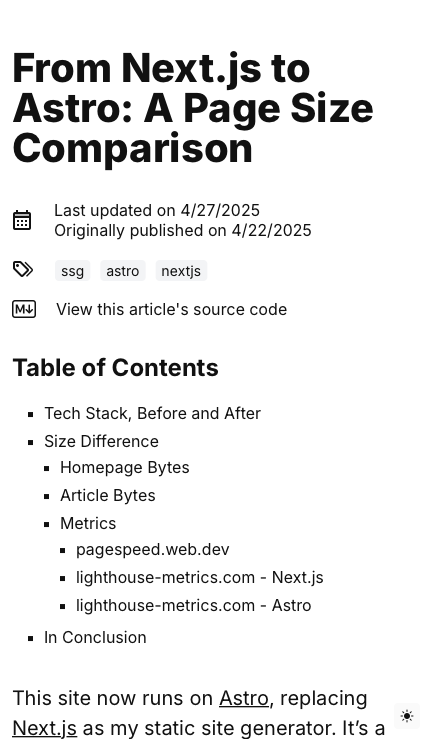 From Next.js to
Astro: A Page Size
Comparison
Last updated on 4/27/2025
Originally published on 4/22/2025
ssg astro nextjs
View this article's source code
Table of Contents
Tech Stack, Before and After
Size Difference
Homepage Bytes
Article Bytes
Metrics
pagespeed.web.dev
lighthouse-metrics.com - Next.js
lighthouse-metrics.com - Astro
In Conclusion
This site now runs on Astro, replacing
Next.js as my static site generator. It’s a